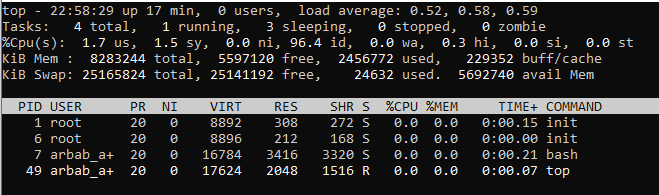 top - 22:58:29 up 17 min,  0 users,  load average: 0.52, 0.58, 0.59
Tasks:   4 total,   1 running,   3 sleeping,   0 stopped,   0 zombie
%Cpu(s):  1.7 us,  1.5 sy,  0.0 ni, 96.4 id,  0.0 wa,  0.3 hi,  0.0 si,  0.0 st
KiB Mem :  8283244 total,  5597120 free,  2456772 used,   229352 buff/cache
KiB Swap: 25165824 total, 25141192 free,    24632 used.  5692740 avail Mem
PID USER      PR  NI    VIRT    RES    SHR S  %CPU %MEM     TIME+ COMMAND
1 root      20   0    8892    308    272 S   0.0  0.0   0:00.15 init
6 root      20   0    8896    212    168 S   0.0  0.0   0:00.00 init
7 arbab_a+  20   0   16784   3416   3320 S   0.0  0.0   0:00.21 bash
49 arbab_a+  20   0   17624   2048   1516 R   0.0  0.0   0:00.07 top